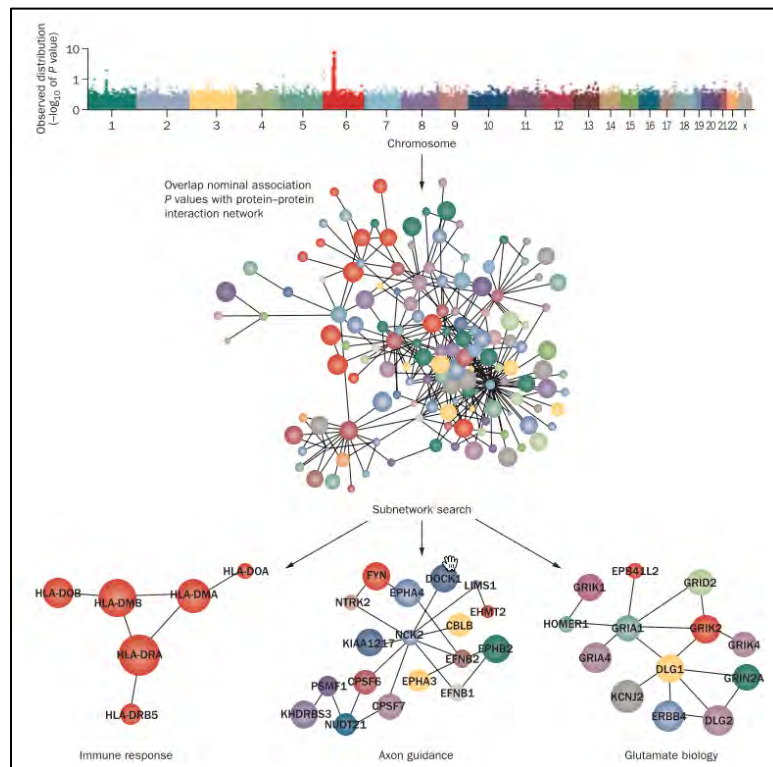 Observed distribution
(–log10 of P value)
10
1
0
1 2 3 4 5 6 7 8 9 10 11 12 13 14 15 16 17 18 19 20 21 22 X
Chromosome
Overlap nominal association
P values with protein–protein
interaction network
Subnetwork search
HLA-DOB
HLA-DMB
HLA-DMA
HLA-DOA
HLA-DRA
HLA-DRB5
Immune response
FYN
NTRK2
EPHA4
DOCK1
LIMS1
EHMT2
NCK2
CBLB
KIAA1217
EFNB2
EPHB2
PSMF1
CPSF6
EPHA3
EFNB1
KHDRBS3
NUDT21
CPSF7
Axon guidance
EPB41L2
GRIK1
GRID2
HOMER1
GRIA1
GRIK2
GRIA4
GRIK4
DLG1
KCNJ2
GRIN2A
ERBB4
DLG2
Glutamate biology